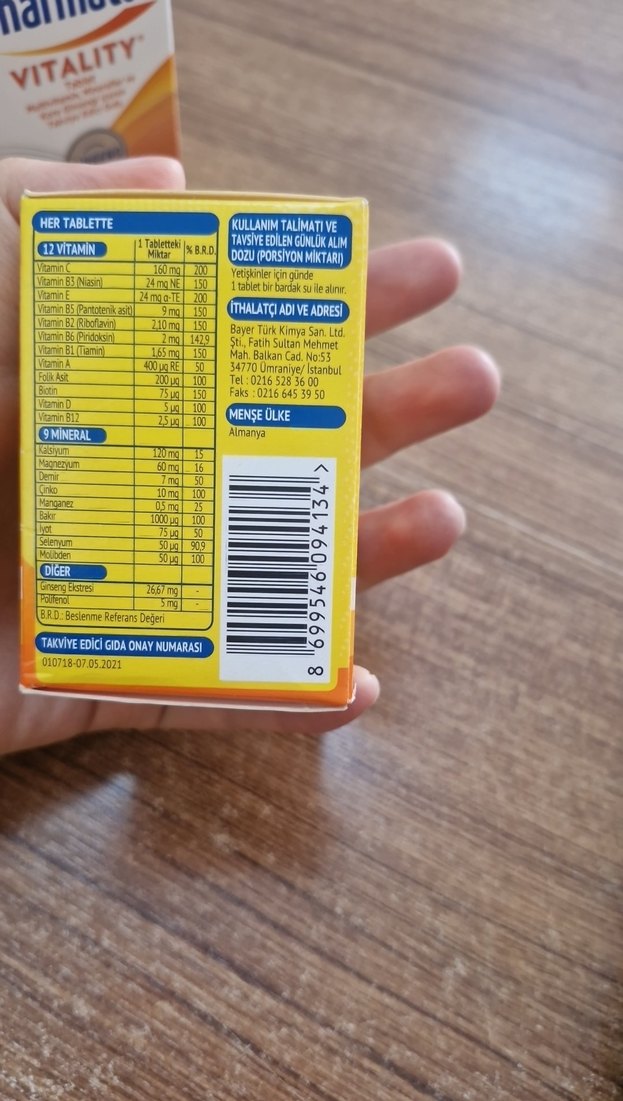 VITALITY
HER TABLETTE
12 VİTAMİN 1 Tabletteki Miktar % B.R.D.
Vitamin C 160 mg 200
Vitamin B3 (Niasin) 24 mg NE 150
Vitamin E 24 mg α-TE 200
Vitamin B5 (Pantotenik asit) 9 mg 150
Vitamin B2 (Riboflavin) 2,10 mg 150
Vitamin B6 (Piridoksin) 2 mg 142,9
Vitamin B1 (Tiamin) 1,65 mg 150
Vitamin A 400 µg RE 50
Folik Asit 200 µg 100
Biotin 75 µg 150
Vitamin D 5 µg 100
Vitamin B12 2,5 µg 100
9 MİNERAL
Kalsiyum 120 mg 15
Magnezyum 60 mg 16
Demir 7 mg 50
Çinko 10 mg 100
Manganez 0,5 mg 25
Bakır 1000 µg 100
İyot 75 µg 50
Selenyum 50 µg 90,9
Molibden 50 µg 100
DİĞER
Ginseng Ekstresi 26,67 mg -
Polifenol 5 mg -
B.R.D.: Beslenme Referans Değeri
TAKVİYE EDİCİ GIDA ONAY NUMARASI
010718-07.05.2021
KULLANIM TALİMATI VE
TAVSİYE EDİLEN GÜNLÜK ALIM
DOZU (PORSİYON MİKTARI)
Yetişkinler için günde
1 tablet bir bardak su ile alınır.
İTHALATÇI ADI VE ADRESİ
Bayer Türk Kimya San. Ltd.
Şti., Fatih Sultan Mehmet
Mah. Balkan Cad. No:53
34770 Ümraniye/ İstanbul
Tel : 0216 528 36 00
Faks : 0216 645 39 50
MENŞE ÜLKE
Almanya
8 699546 094134 >